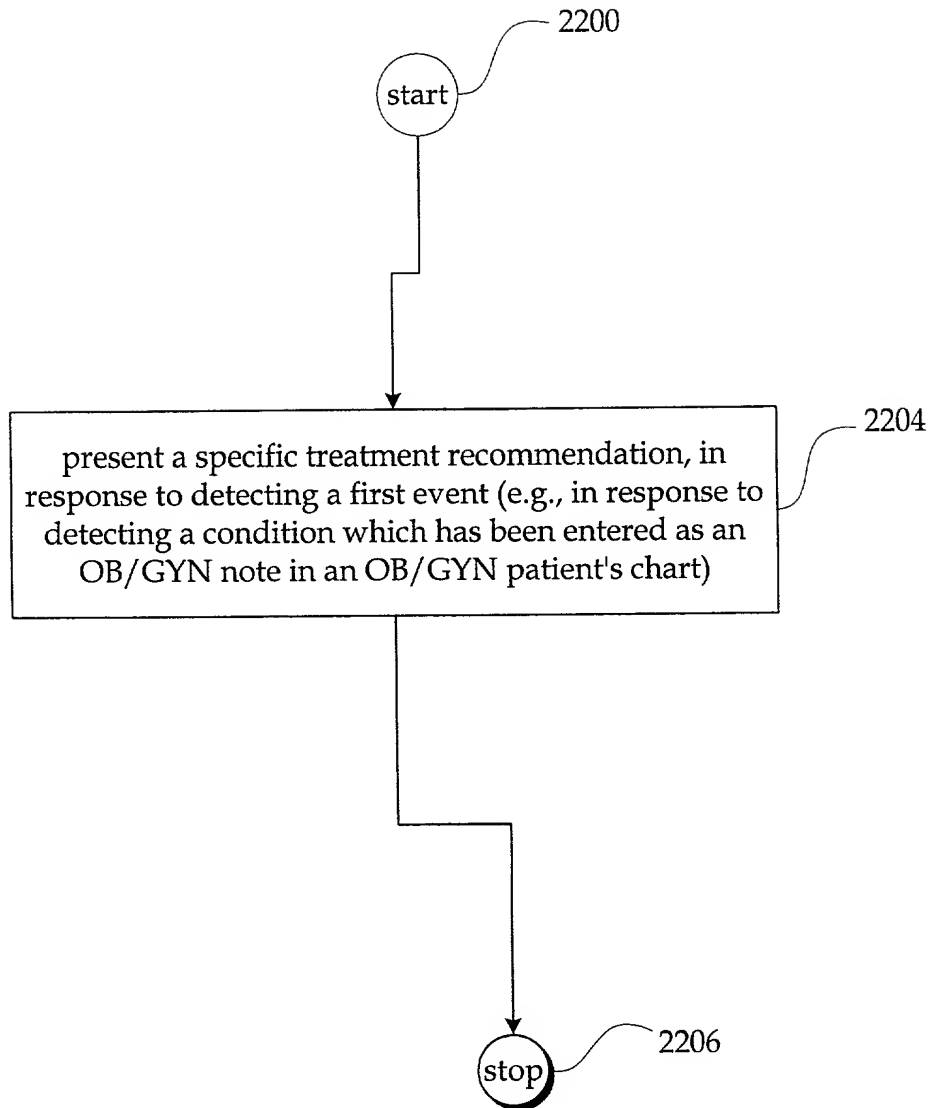 2200
start
2204
present a specific treatment recommendation, in
response to detecting a first event (e.g., in response to
detecting a condition which has been entered as an
OB/GYN note in an OB/GYN patient's chart)
2206
stop